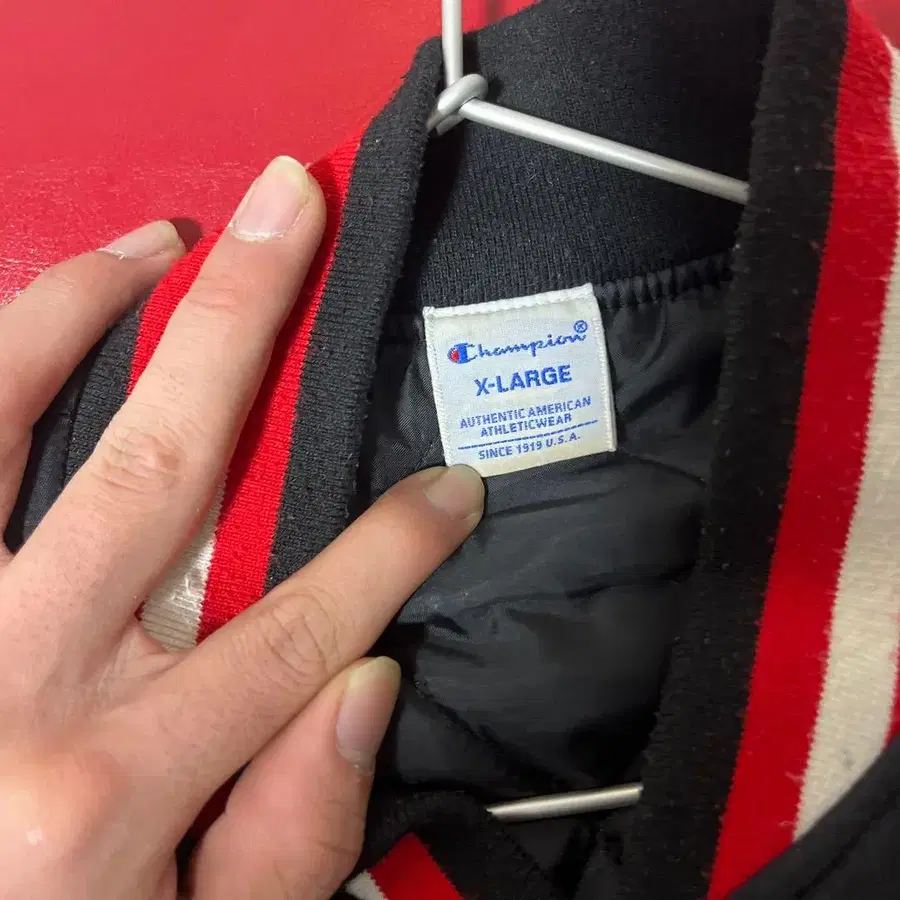 Champion®
X-LARGE
AUTHENTIC AMERICAN
ATHLETICWEAR
SINCE 1919 U.S.A.